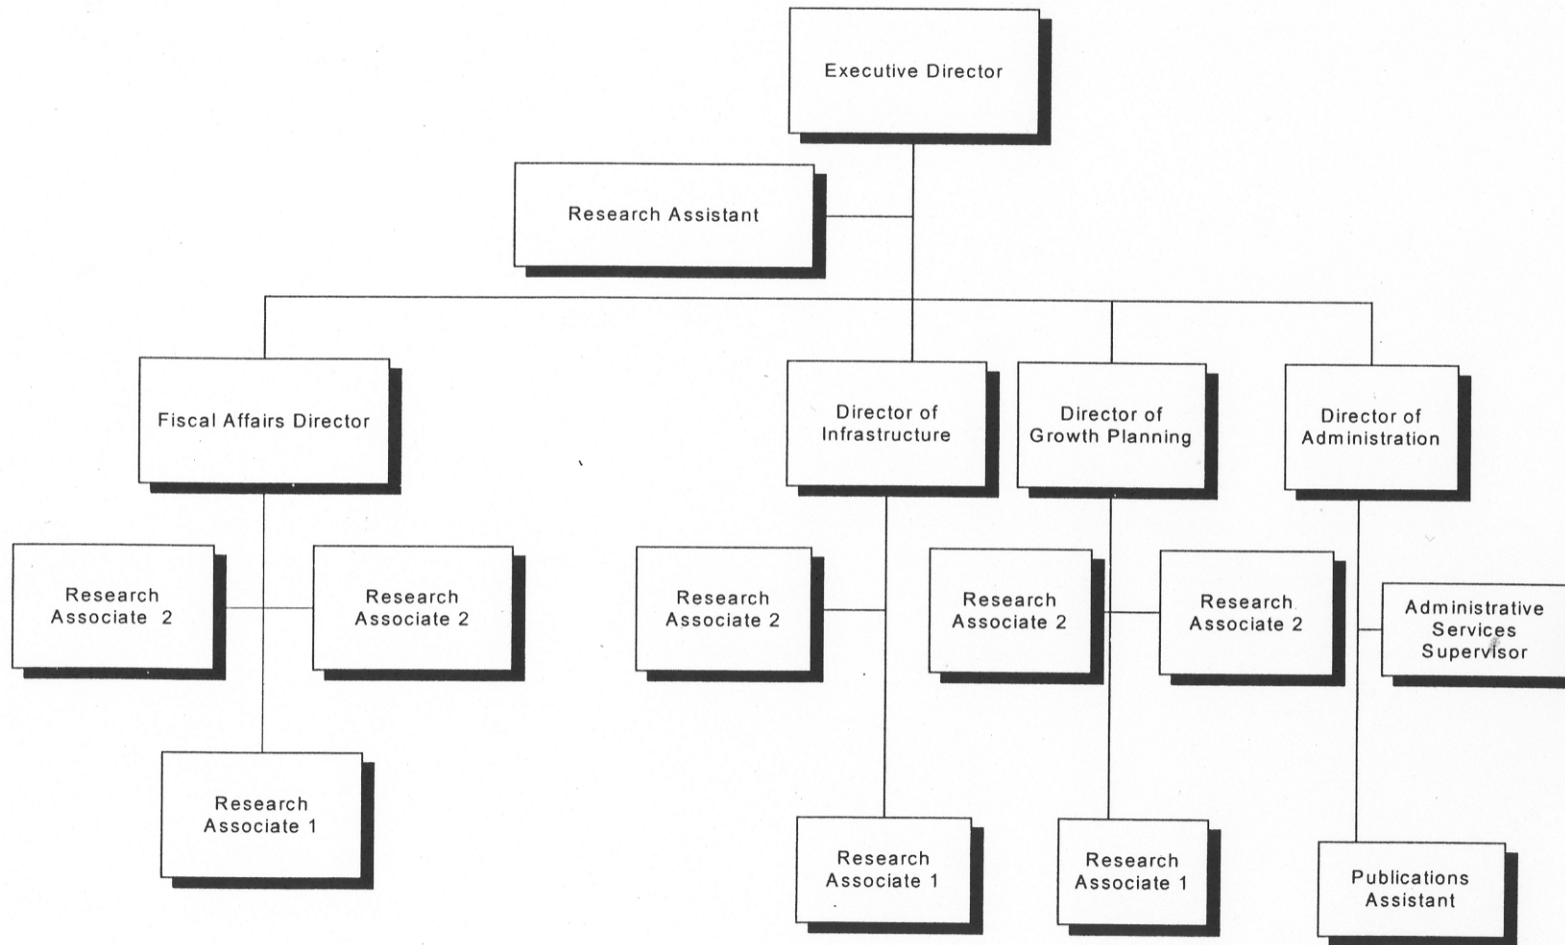 Executive Director
Research Assistant
Fiscal Affairs Director
Director of
Infrastructure
Director of
Growth Planning
Director of
Administration
Research
Associate 2
Research
Associate 2
Research
Associate 2
Research
Associate 2
Research
Associate 2
Administrative
Services
Supervisor
Research
Associate 1
Research
Associate 1
Research
Associate 1
Publications
Assistant